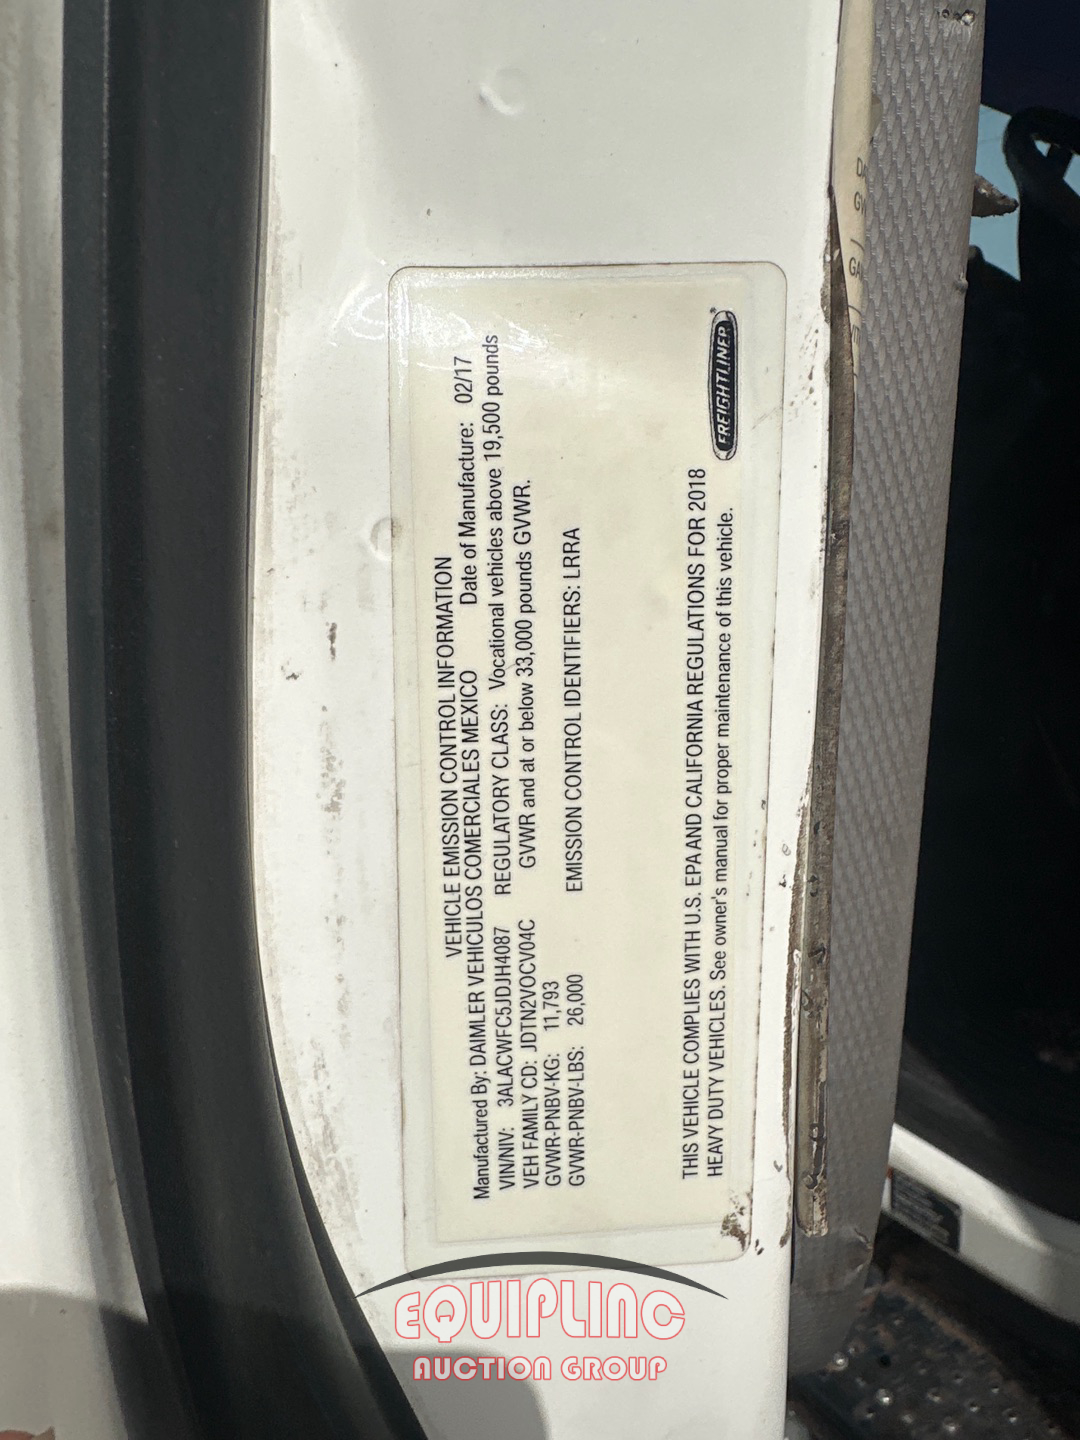 VEHICLE EMISSION CONTROL INFORMATION
Manufactured By: DAIMLER VEHICULOS COMERCIALES MEXICO Date of Manufacture: 02/17
VIN/NIV: 3ALACWFC5JDJH4087 REGULATORY CLASS: Vocational vehicles above 19,500 pounds
VEH FAMILY CD: JDTN2VOCV04C GVWR and at or below 33,000 pounds GVWR.
GVWR-PNBV-KG: 11,793
GVWR-PNBV-LBS: 26,000 EMISSION CONTROL IDENTIFIERS: LRRA
THIS VEHICLE COMPLIES WITH U.S. EPA AND CALIFORNIA REGULATIONS FOR 2018
HEAVY DUTY VEHICLES. See owner's manual for proper maintenance of this vehicle.
FREIGHTLINER
EQUIPLINC
AUCTION GROUP